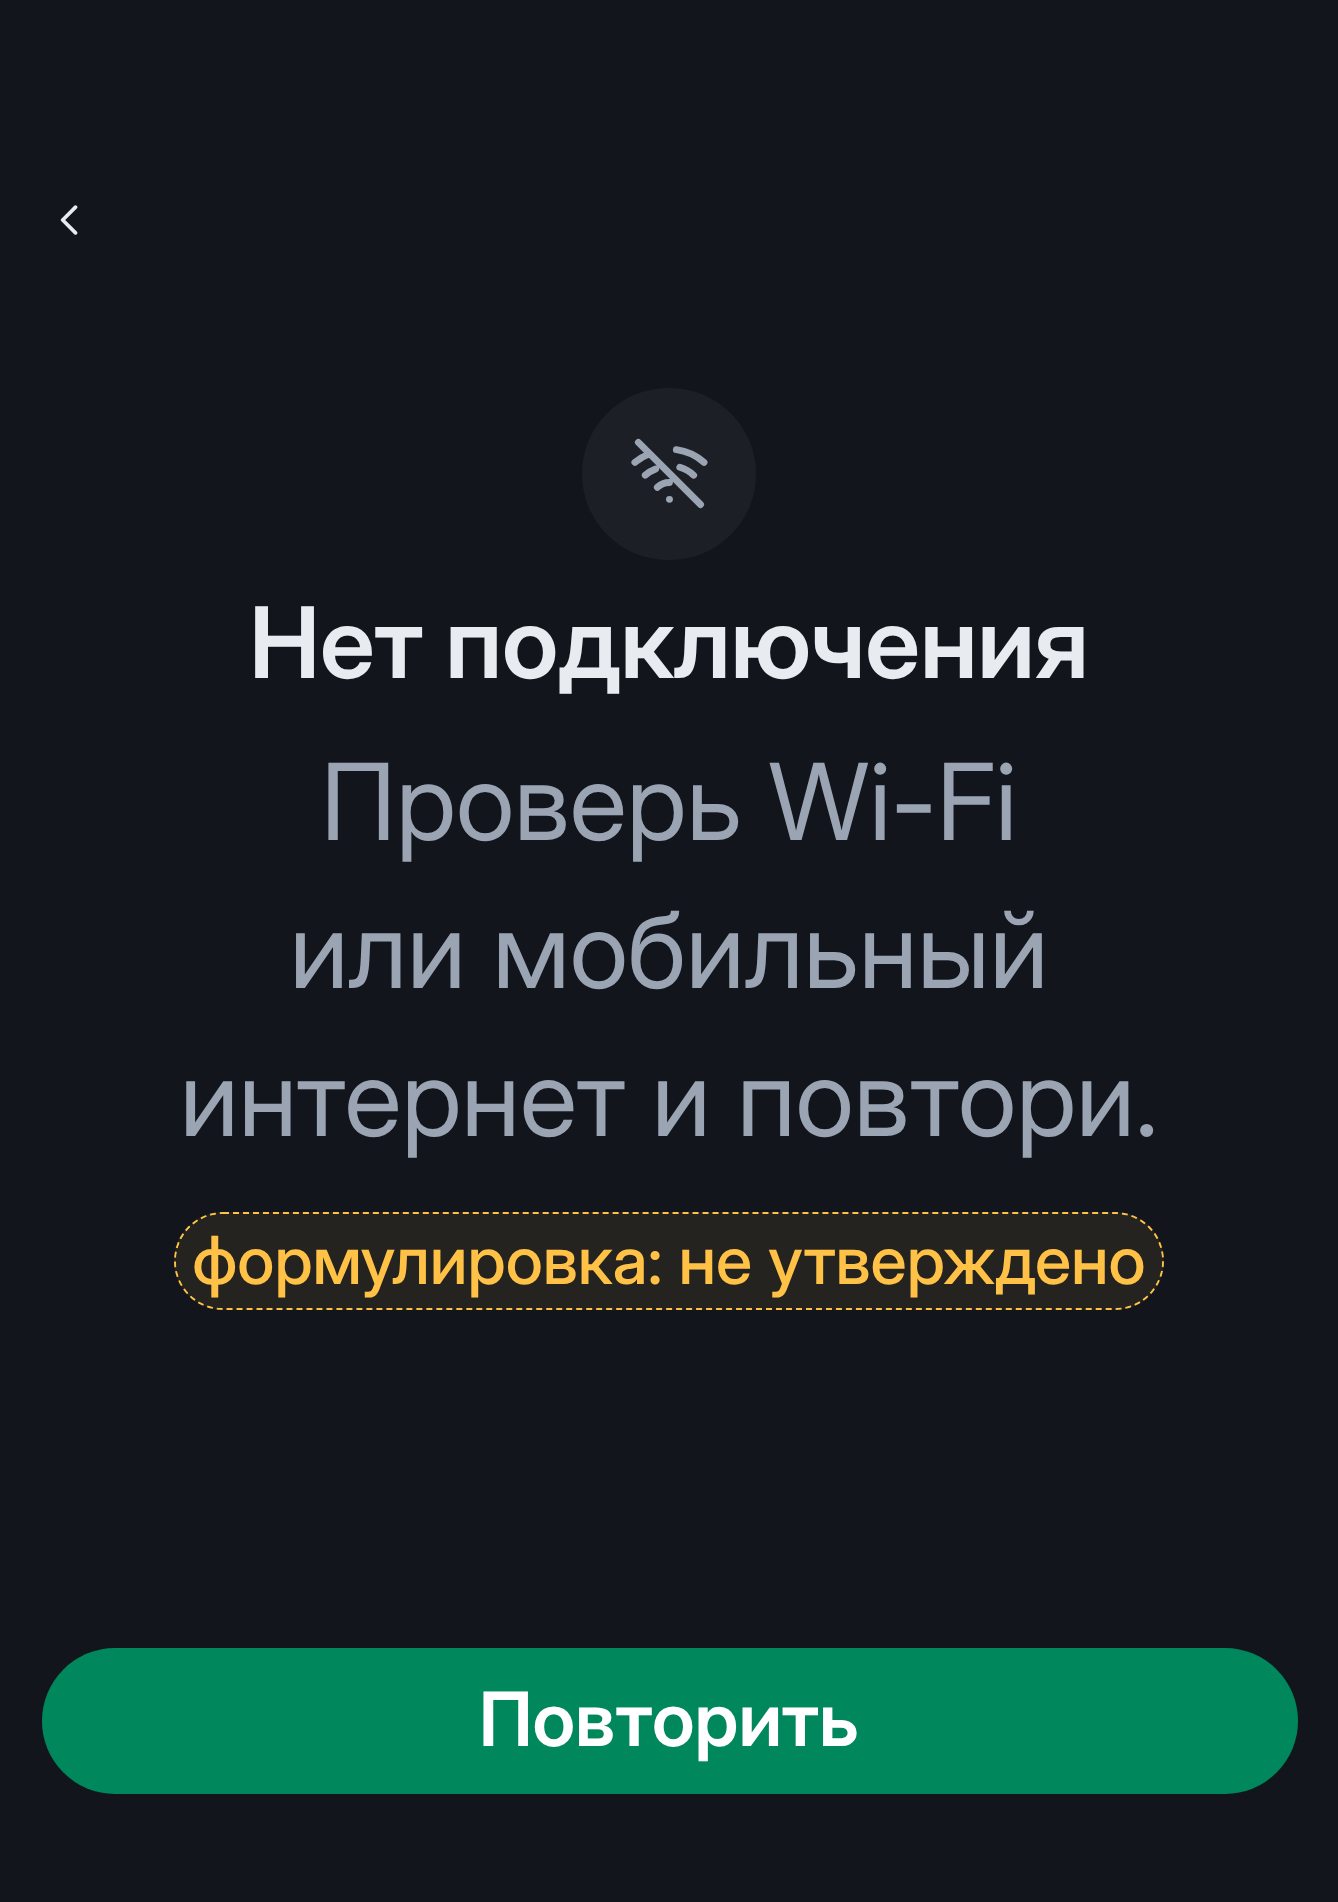 Нет подключения
Проверь Wi-Fi
или мобильный
интернет и повтори.
формулировка: не утверждено
Повторить